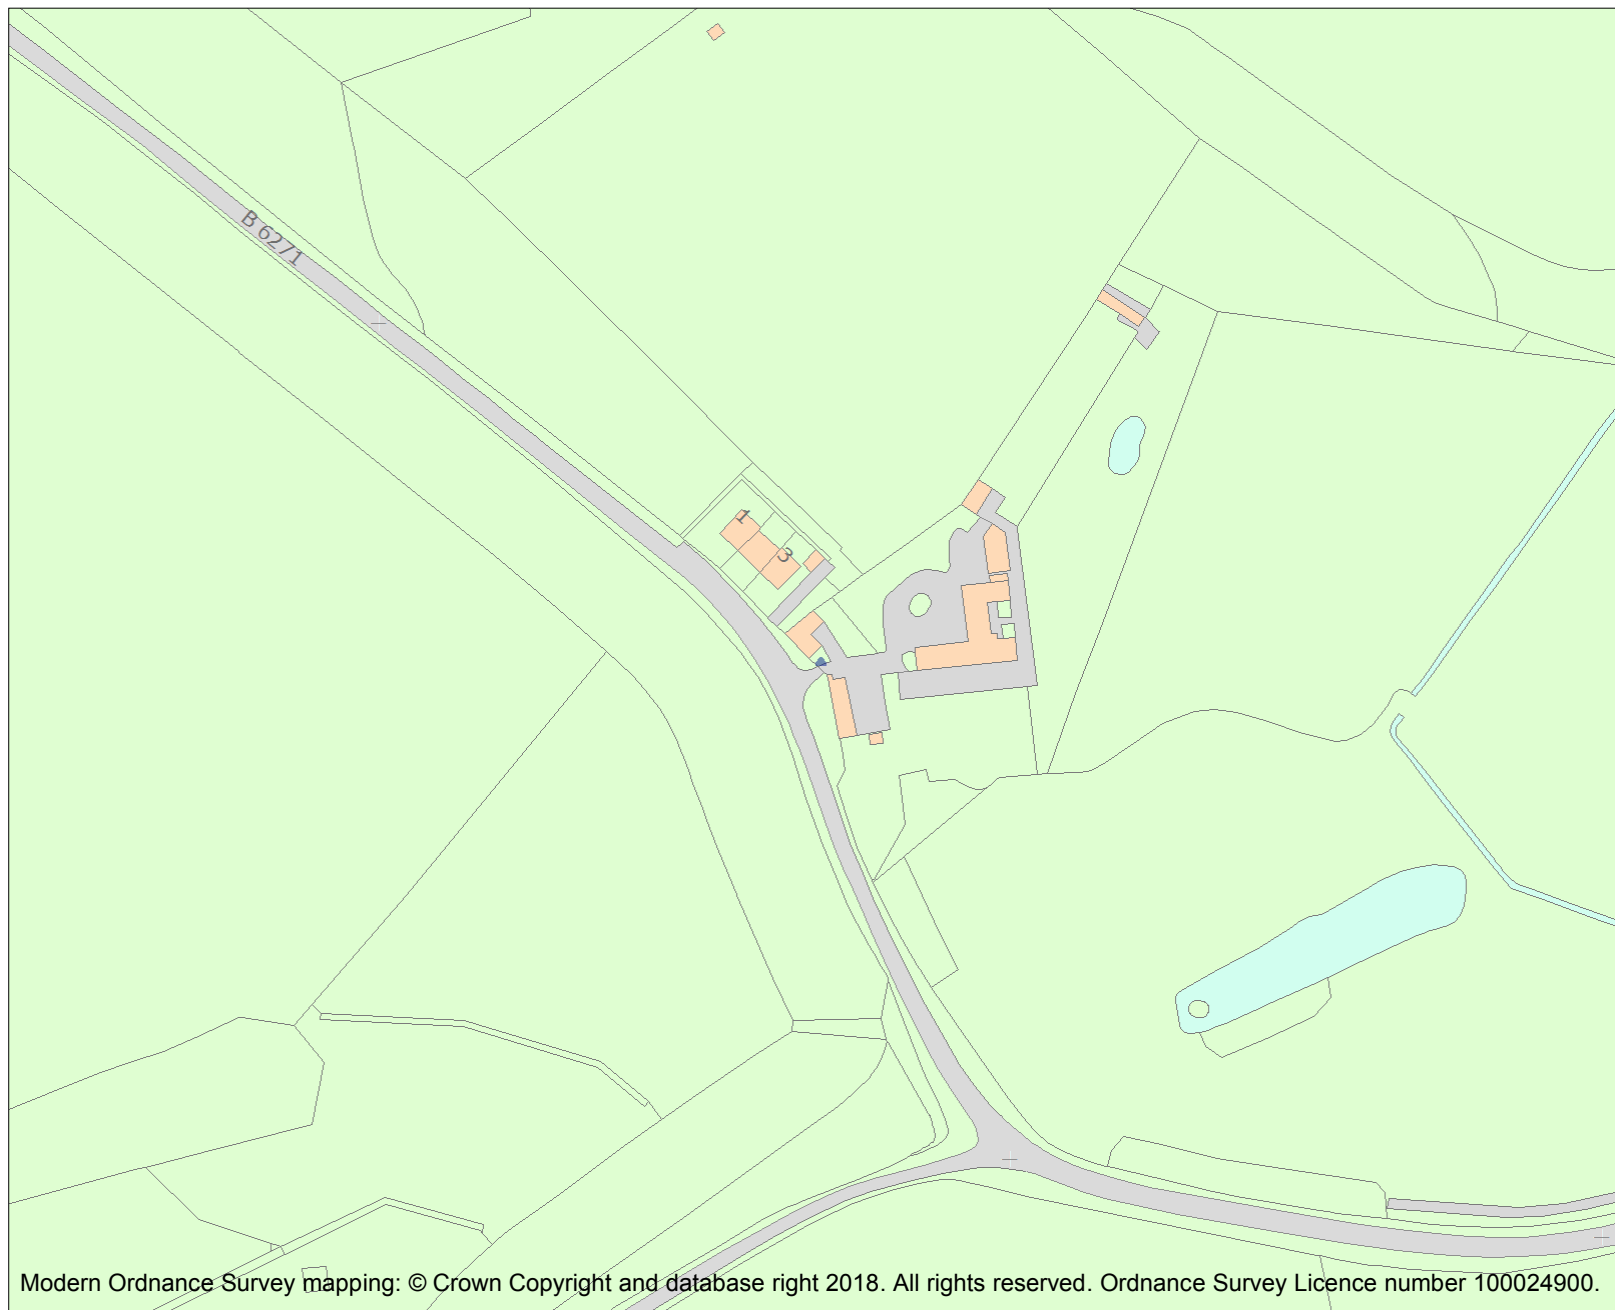 B 6271
1
3
Modern Ordnance Survey mapping: © Crown Copyright and database right 2018. All rights reserved. Ordnance Survey Licence number 100024900.